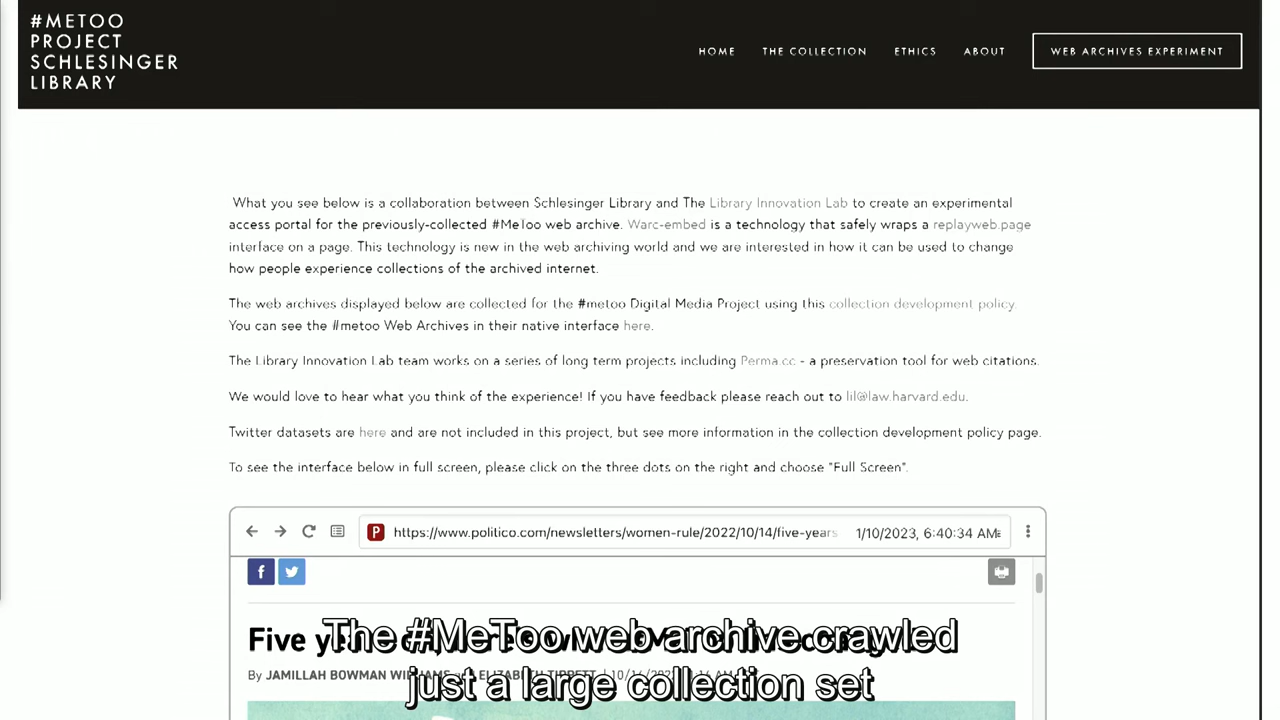 #METOO
PROJECT
SCHLESINGER
LIBRARY
HOME THE COLLECTION ETHICS ABOUT WEB ARCHIVES EXPERIMENT
What you see below is a collaboration between Schlesinger Library and The Library Innovation Lab to create an experimental
access portal for the previously-collected #MeToo web archive. Warc-embed is a technology that safely wraps a replayweb.page
interface on a page. This technology is new in the web archiving world and we are interested in how it can be used to change
how people experience collections of the archived internet.
The web archives displayed below are collected for the #metoo Digital Media Project using this collection development policy.
You can see the #metoo Web Archives in their native interface here.
The Library Innovation Lab team works on a series of long term projects including Perma.cc - a preservation tool for web citations.
We would love to hear what you think of the experience! If you have feedback please reach out to lil@law.harvard.edu.
Twitter datasets are here and are not included in this project, but see more information in the collection development policy page.
To see the interface below in full screen, please click on the three dots on the right and choose "Full Screen".
P https://www.politico.com/newsletters/women-rule/2022/10/14/five-years 1/10/2023, 6:40:34 AM
Five
The #MeToo web archive crawled
By JAMILLAH BOWMAN WILLIAMS ELIZABETH TIPPETT
just a large collection set